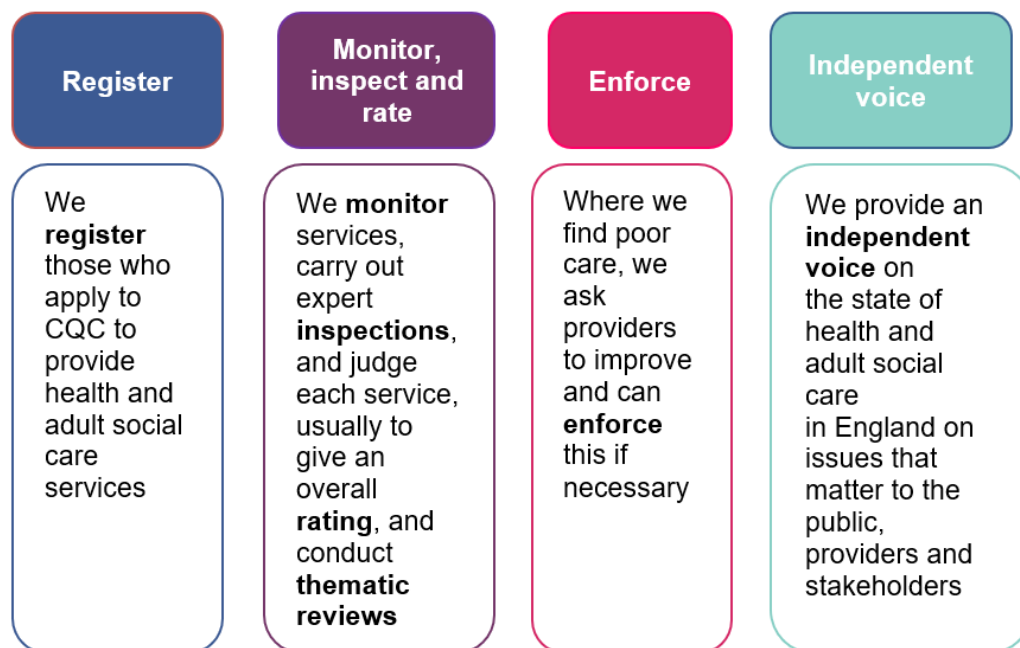 Register
Monitor,
inspect and
rate
Enforce
Independent
voice
We
register
those who
apply to
CQC to
provide
health and
adult social
care
services
We monitor
services,
carry out
expert
inspections,
and judge
each service,
usually to
give an
overall
rating, and
conduct
thematic
reviews
Where we
find poor
care, we
ask
providers
to improve
and can
enforce
this if
necessary
We provide an
independent
voice on
the state of
health and
adult social
care
in England on
issues that
matter to the
public,
providers and
stakeholders